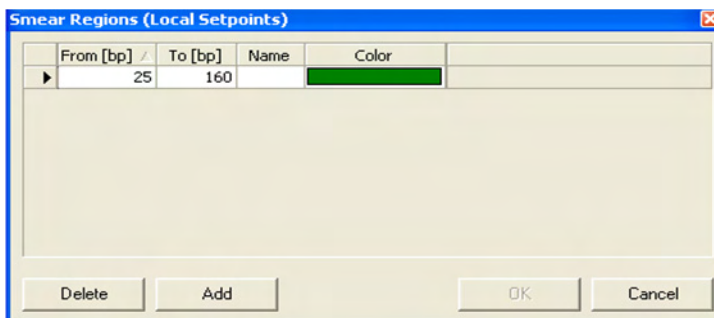 Smear Regions (Local Setpoints)
From [bp] To [bp] Name Color
25 160
Delete Add OK Cancel